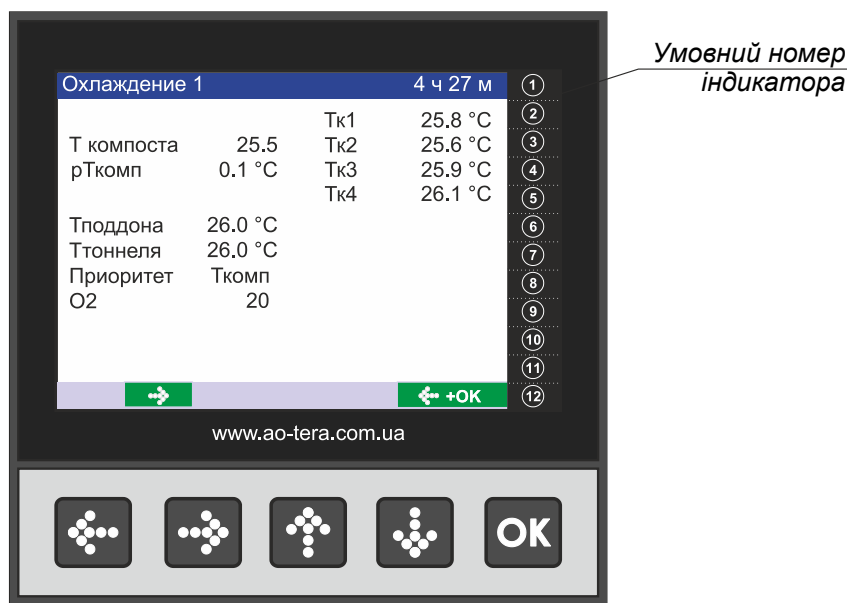 Умовний номер
індикатора
Охлаждение 1 4 ч 27 м 1
Тк1 25.8 °C 2
Т компоста 25.5 Тк2 25.6 °C 3
рТкомп 0.1 °C Тк3 25.9 °C 4
Тк4 26.1 °C 5
Тподдона 26.0 °C 6
Ттоннеля 26.0 °C 7
Приоритет Ткомп 8
О2 20 9
10
11
+OK 12
www.ao-tera.com.ua
OK